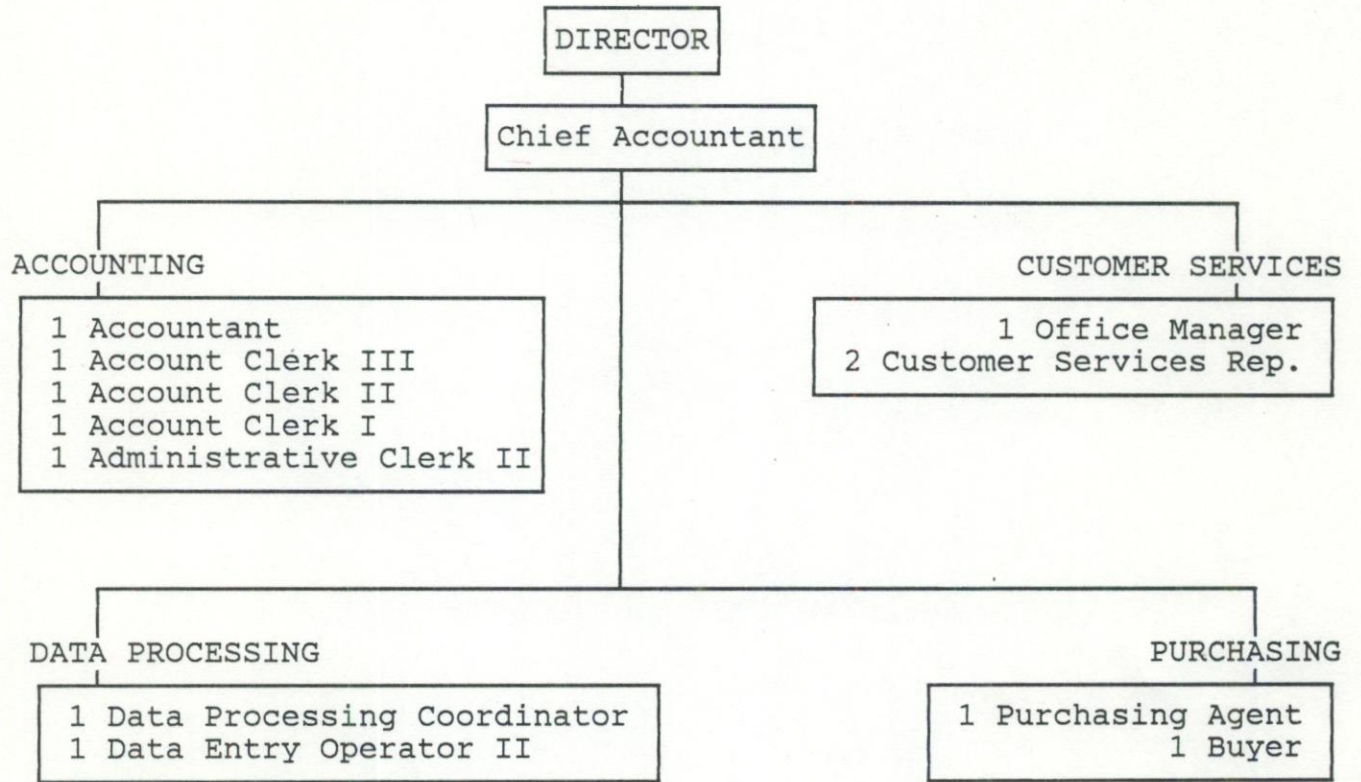 DIRECTOR
Chief Accountant
ACCOUNTING
1 Accountant
1 Account Clerk III
1 Account Clerk II
1 Account Clerk I
1 Administrative Clerk II
CUSTOMER SERVICES
1 Office Manager
2 Customer Services Rep.
DATA PROCESSING
1 Data Processing Coordinator
1 Data Entry Operator II
PURCHASING
1 Purchasing Agent
1 Buyer